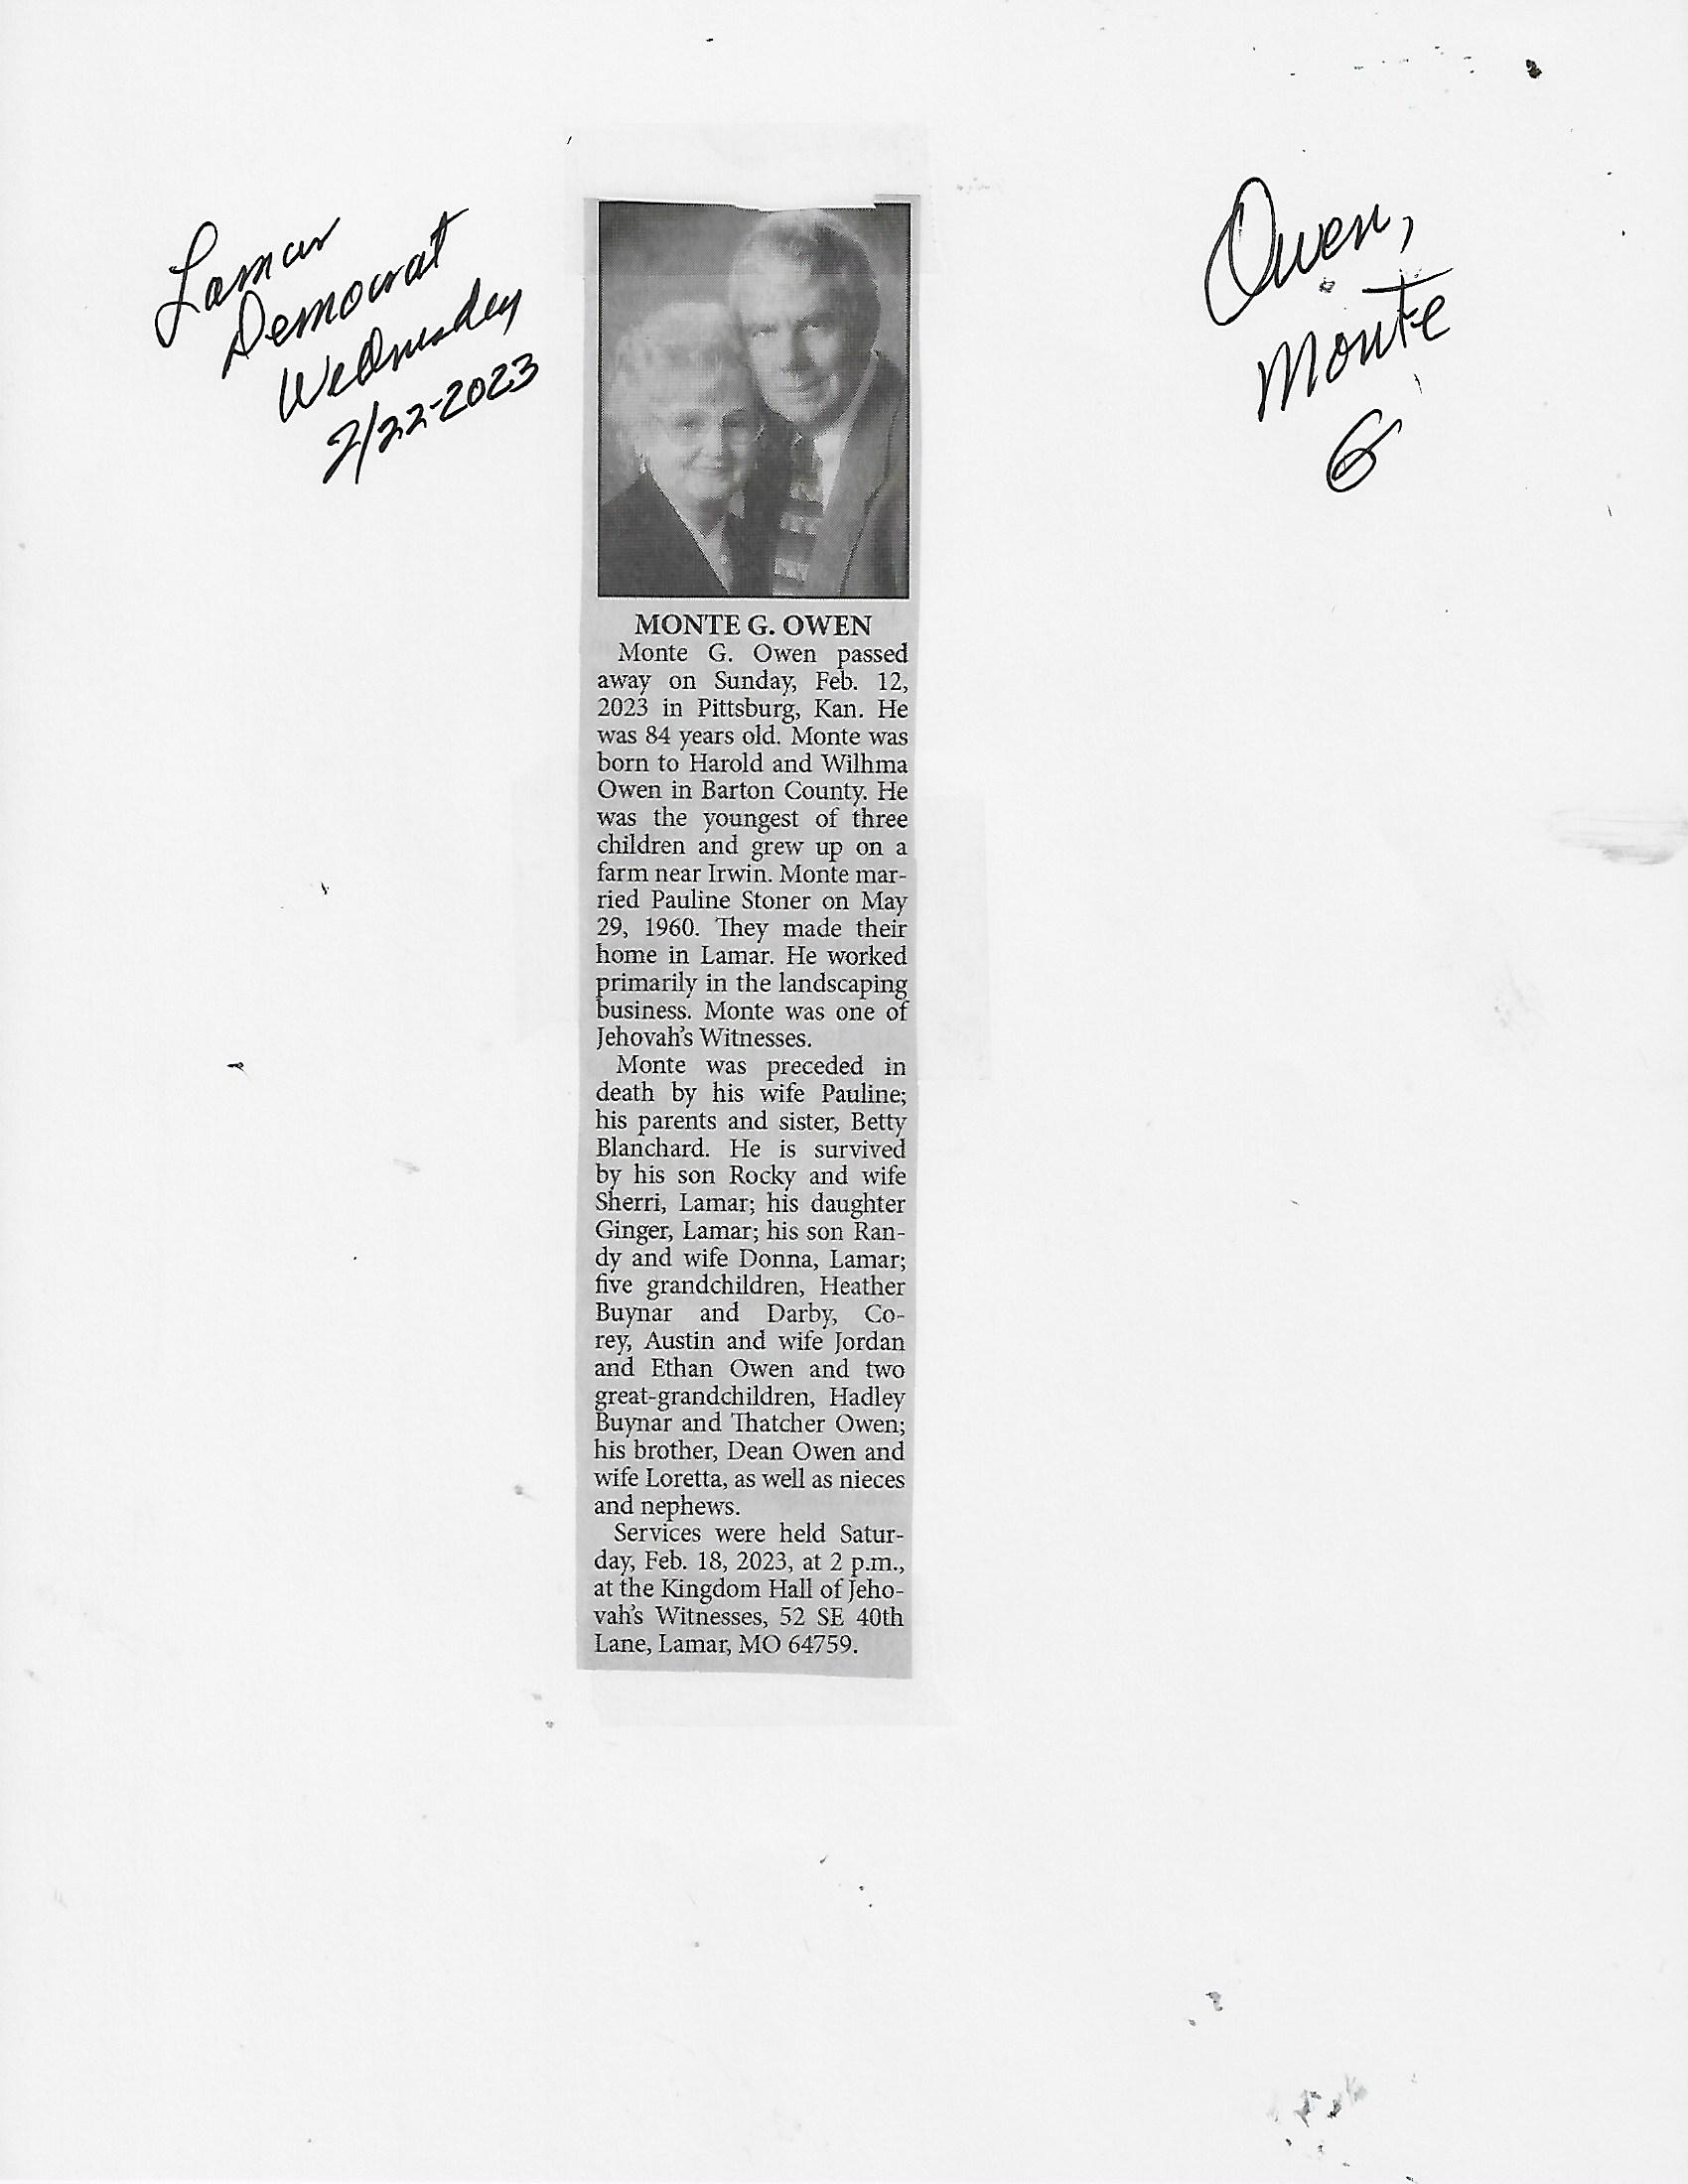 Lamar
Democrat
Wednesday
2/22-2023
Owen,
Monte
G
MONTE G. OWEN
Monte G. Owen passed
away on Sunday, Feb. 12,
2023 in Pittsburg, Kan. He
was 84 years old. Monte was
born to Harold and Wilhma
Owen in Barton County. He
was the youngest of three
children and grew up on a
farm near Irwin. Monte mar-
ried Pauline Stoner on May
29, 1960. They made their
home in Lamar. He worked
primarily in the landscaping
business. Monte was one of
Jehovah's Witnesses.
Monte was preceded in
death by his wife Pauline;
his parents and sister, Betty
Blanchard. He is survived
by his son Rocky and wife
Sherri, Lamar; his daughter
Ginger, Lamar; his son Ran-
dy and wife Donna, Lamar;
five grandchildren, Heather
Buynar and Darby, Co-
rey, Austin and wife Jordan
and Ethan Owen and two
great-grandchildren, Hadley
Buynar and Thatcher Owen;
his brother, Dean Owen and
wife Loretta, as well as nieces
and nephews.
Services were held Satur-
day, Feb. 18, 2023, at 2 p.m.,
at the Kingdom Hall of Jeho-
vah's Witnesses, 52 SE 40th
Lane, Lamar, MO 64759.